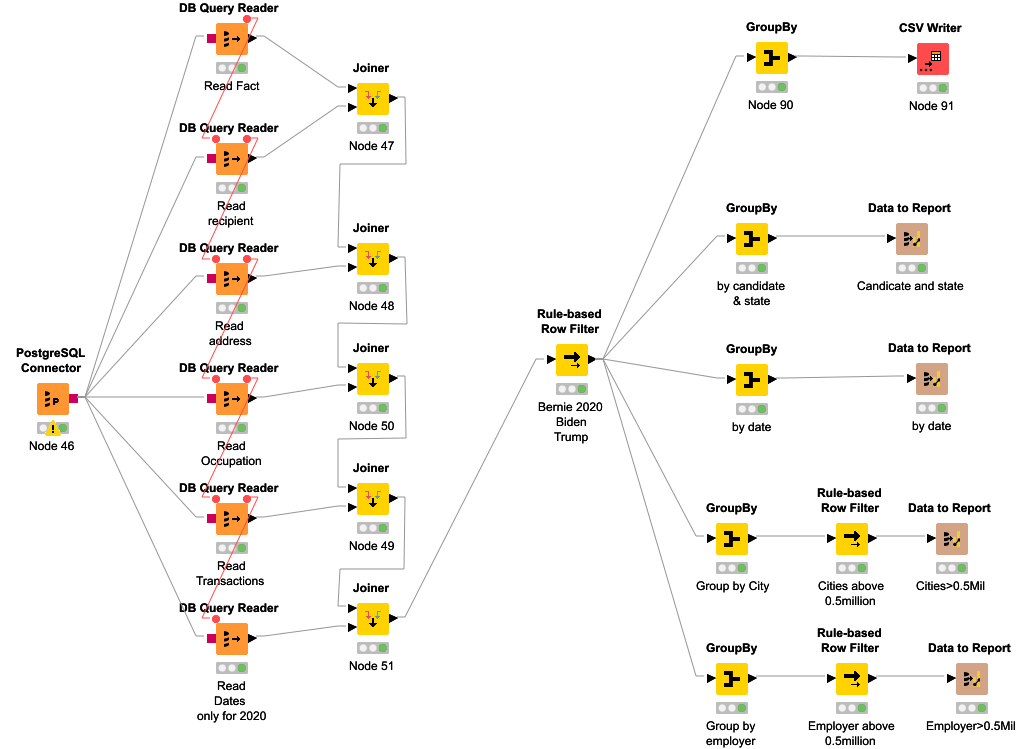 DB Query Reader
Read Fact
DB Query Reader
Read
recipient
DB Query Reader
Read
address
DB Query Reader
Read
Occupation
DB Query Reader
Read
Transactions
DB Query Reader
Read
Dates
only for 2020
PostgreSQL
Connector
P
Node 46
Joiner
Node 47
Joiner
Node 48
Joiner
Node 50
Joiner
Node 49
Joiner
Node 51
Rule-based
Row Filter
Bernie 2020
Biden
Trump
GroupBy
Node 90
CSV Writer
Node 91
GroupBy
by candidate
& state
Data to Report
Candicate and state
GroupBy
by date
Data to Report
by date
GroupBy
Group by City
Rule-based
Row Filter
Cities above
0.5million
Data to Report
Cities>0.5Mil
GroupBy
Group by
employer
Rule-based
Row Filter
Employer above
0.5million
Data to Report
Employer>0.5Mil